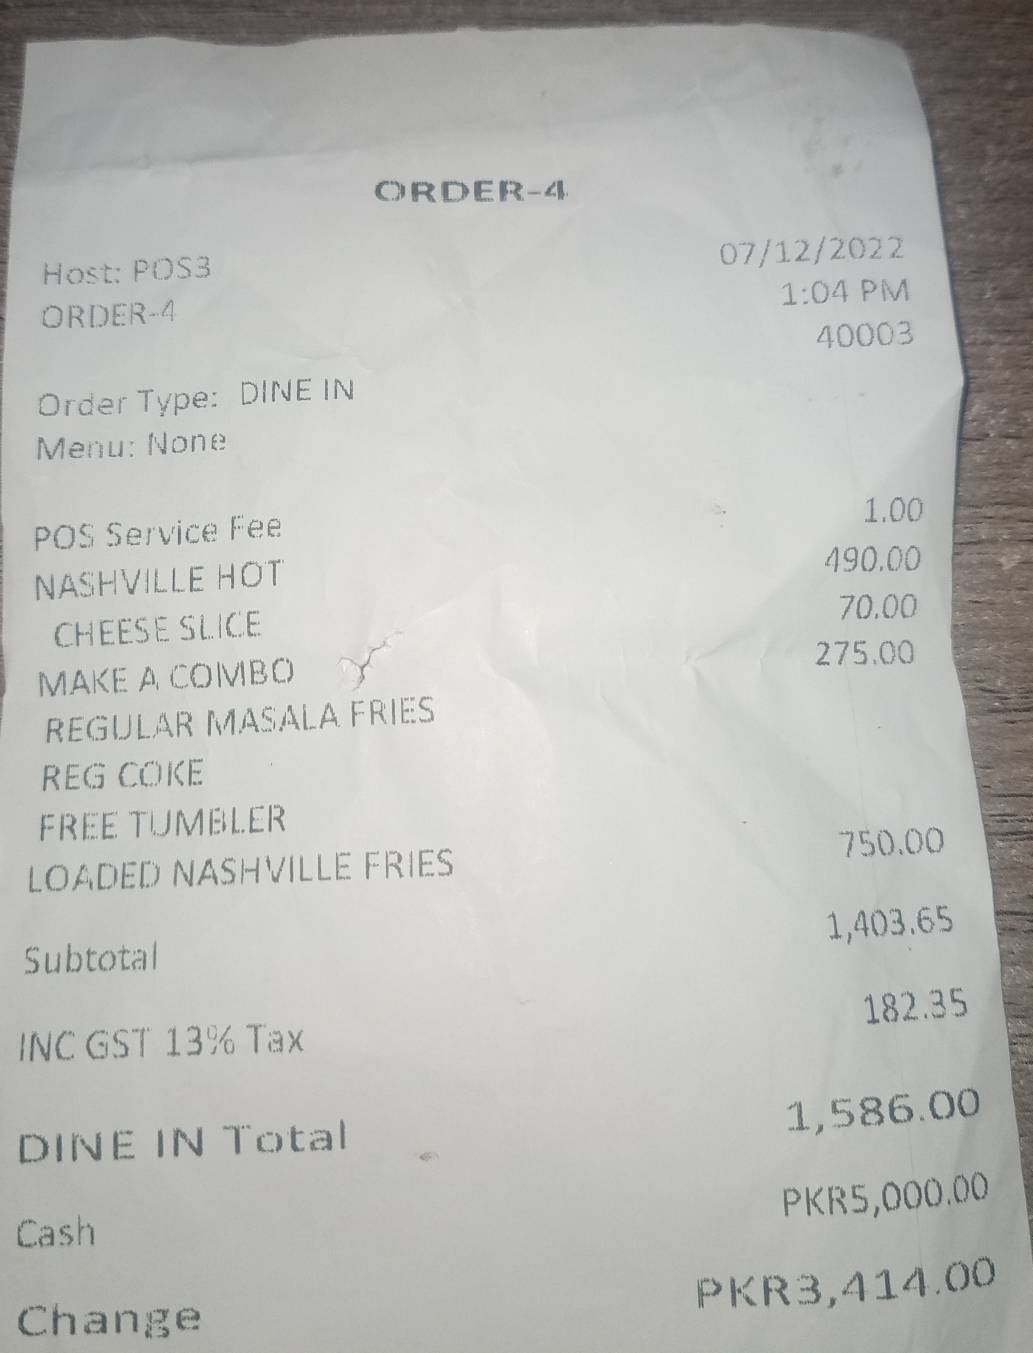 ORDER-4
Host: POS3 07/12/2022
ORDER-4 1:04 PM
40003
Order Type: DINE IN
Menu: None
POS Service Fee 1.00
NASHVILLE HOT 490.00
CHEESE SLICE 70.00
MAKE A COMBO 275.00
REGULAR MASALA FRIES
REG COKE
FREE TUMBLER
LOADED NASHVILLE FRIES 750.00
Subtotal 1,403.65
INC GST 13% Tax 182.35
DINE IN Total 1,586.00
Cash PKR5,000.00
Change PKR3,414.00